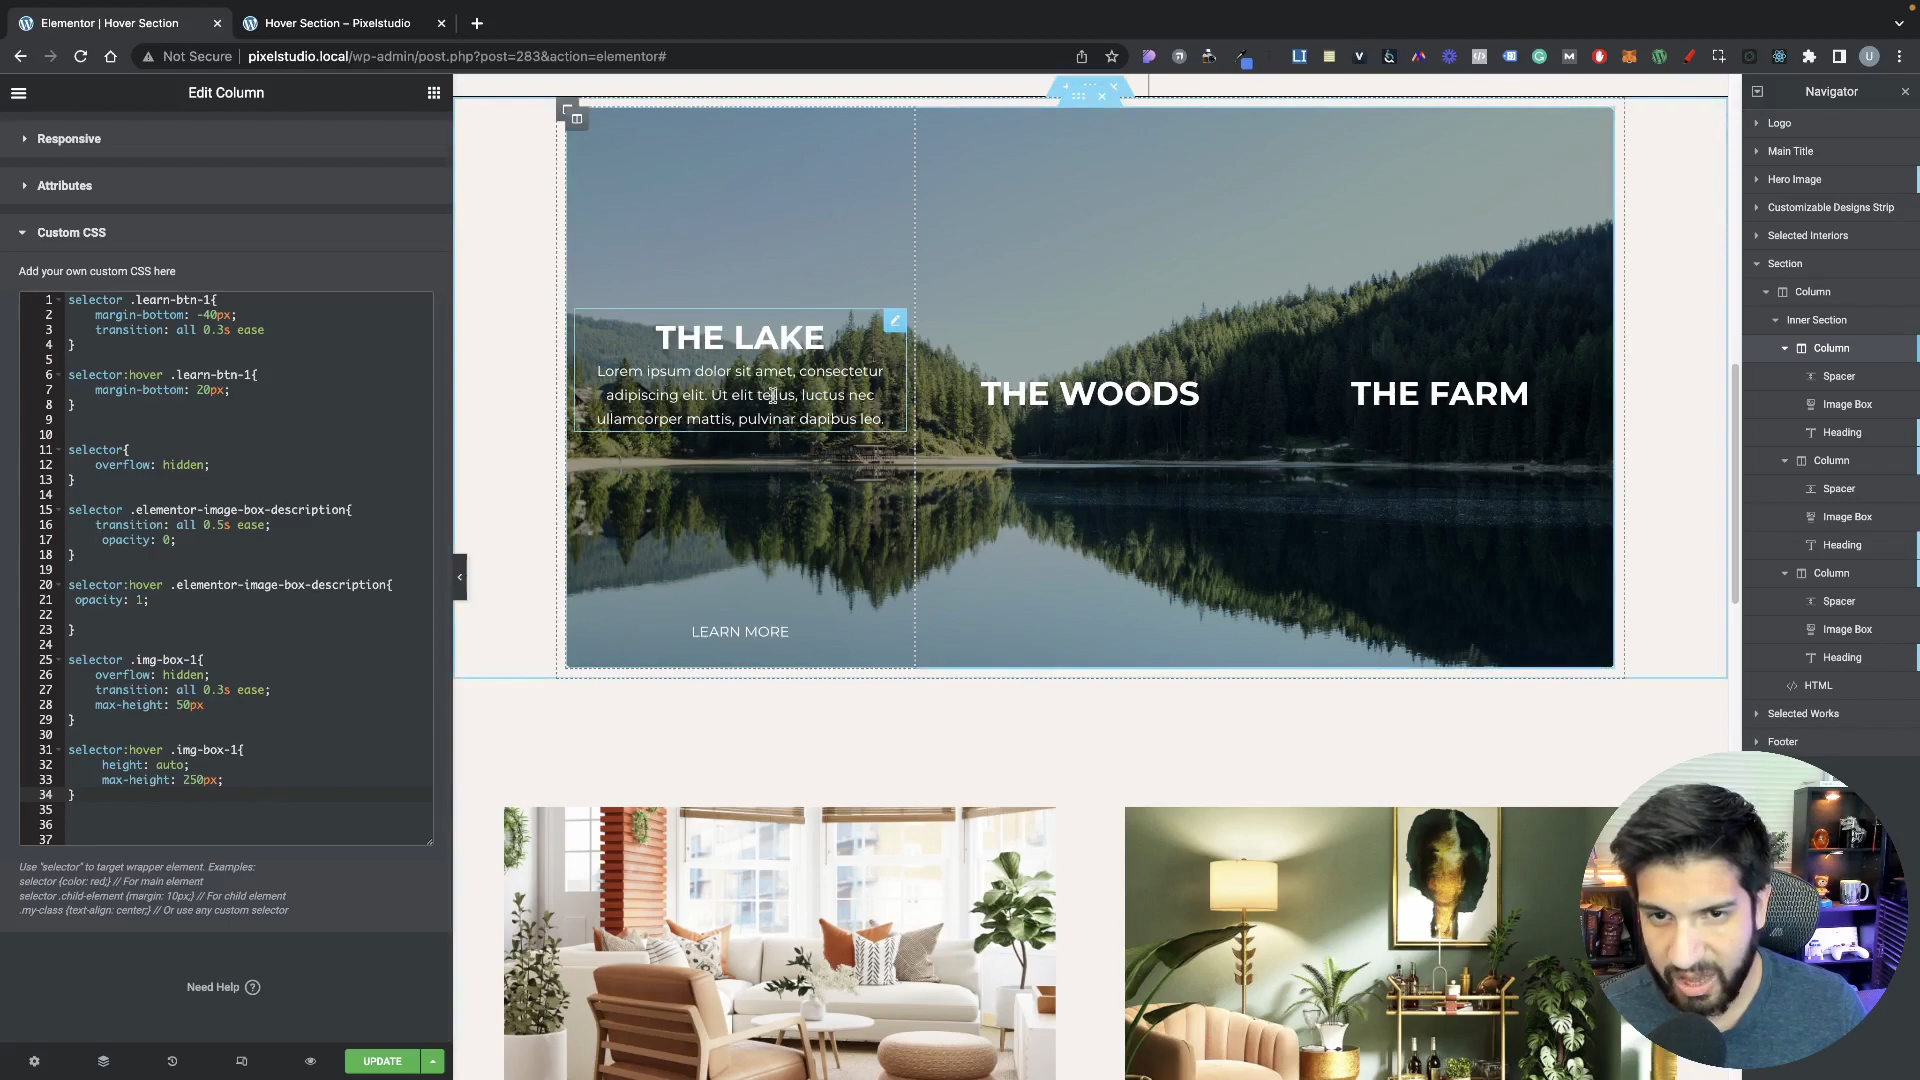 Elementor | Hover Section
Hover Section – Pixelstudio
Not Secure
pixelstudio.local/wp-admin/post.php?post=283&action=elementor#
Edit Column
Responsive
Attributes
Custom CSS
Add your own custom CSS here
1 selector .learn-btn-1{
2 margin-bottom: -40px;
3 transition: all 0.3s ease
4 }
5
6 selector:hover .learn-btn-1{
7 margin-bottom: 20px;
8 }
9
10
11 selector{
12 overflow: hidden;
13 }
14
15 selector .elementor-image-box-description{
16 transition: all 0.5s ease;
17 opacity: 0;
18 }
19
20 selector:hover .elementor-image-box-description{
21 opacity: 1;
22
23 }
24
25 selector .img-box-1{
26 overflow: hidden;
27 transition: all 0.3s ease;
28 max-height: 50px
29 }
30
31 selector:hover .img-box-1{
32 height: auto;
33 max-height: 250px;
34 }
35
36
37
Use "selector" to target wrapper element. Examples:
selector {color: red;} // For main element
selector .child-element {margin: 10px;} // For child element
.my-class {text-align: center;} // Or use any custom selector
Need Help
UPDATE
THE LAKE
Lorem ipsum dolor sit amet, consectetur
adipiscing elit. Ut elit tellus, luctus nec
ullamcorper mattis, pulvinar dapibus leo.
LEARN MORE
THE WOODS
THE FARM
Navigator
Logo
Main Title
Hero Image
Customizable Designs Strip
Selected Interiors
Section
Column
Inner Section
Column
Spacer
Image Box
Heading
Column
Spacer
Image Box
Heading
Column
Spacer
Image Box
Heading
HTML
Selected Works
Footer